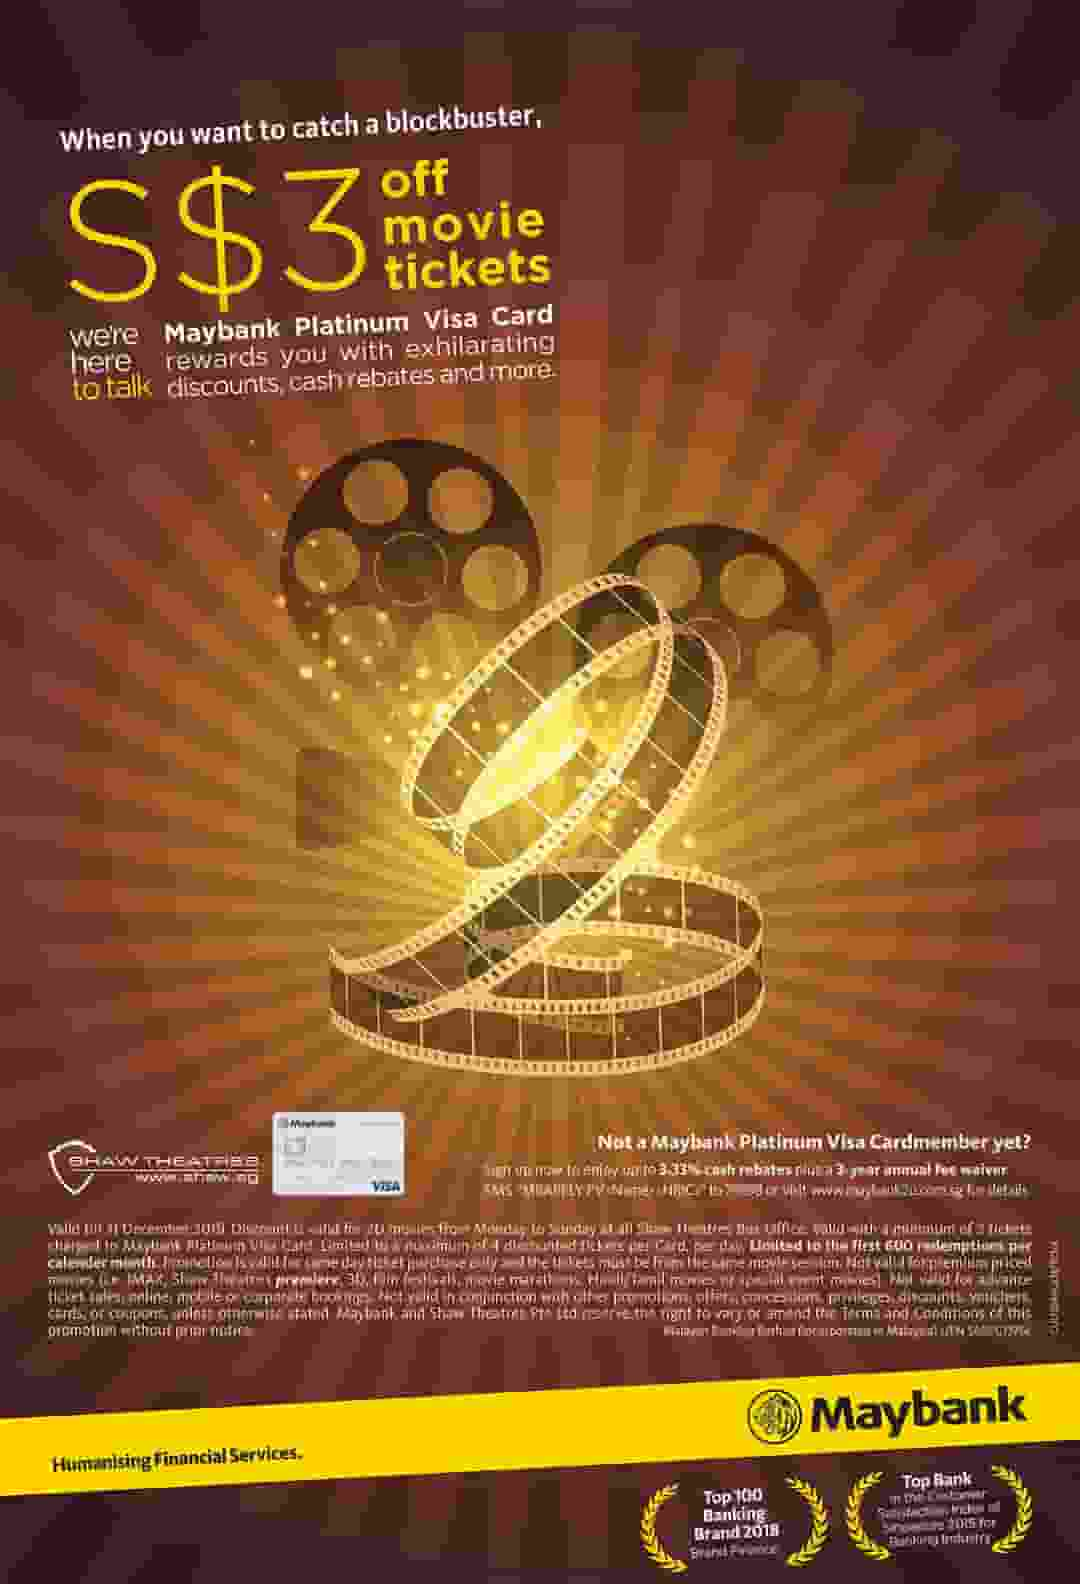 When you want to catch a blockbuster,
S$3 off
movie
tickets
we're
here
to talk
Maybank Platinum Visa Card
rewards you with exhilarating
discounts, cash rebates and more.
SHAW THEATRES
www.shaw.sg
Maybank
VISA
Not a Maybank Platinum Visa Cardmember yet?
Sign up now to enjoy up to 3.33% cash rebates plus a 3-year annual fee waiver
SMS to or visit www.maybank2u.com.sg for details.
Valid till 31 December Discount is valid for 2D movies from Monday to Sunday at all Shaw Theatres Box Office. Valid with a minimum of 2 tickets
charged to Maybank Platinum Visa Card. Limited to a maximum of 4 discounted tickets per Card, per day. Limited to the first 600 redemptions per
calendar month. Promotion is valid for same day ticket purchase only and the tickets must be from the same movie session. Not valid for premium priced
movies (i.e. IMAX, Shaw Theatres premiere, 3D, film festivals, movie marathons, Hindi/Tamil movies or special event movies). Not valid for advance
ticket sales, online, mobile or corporate bookings. Not valid in conjunction with other promotions, offers, concessions, privileges, discounts, vouchers,
cards, or coupons, unless otherwise stated. Maybank and Shaw Theatres Pte Ltd reserve the right to vary or amend the Terms and Conditions of this
promotion without prior notice.
Malayan Banking Berhad (Incorporated in Malaysia)
Maybank
Humanising Financial Services.
Top 100
Banking
Brand 2018
Brand Finance
Top Bank
in the Customer
Satisfaction Index of
Singapore 2015 for
Banking Industry